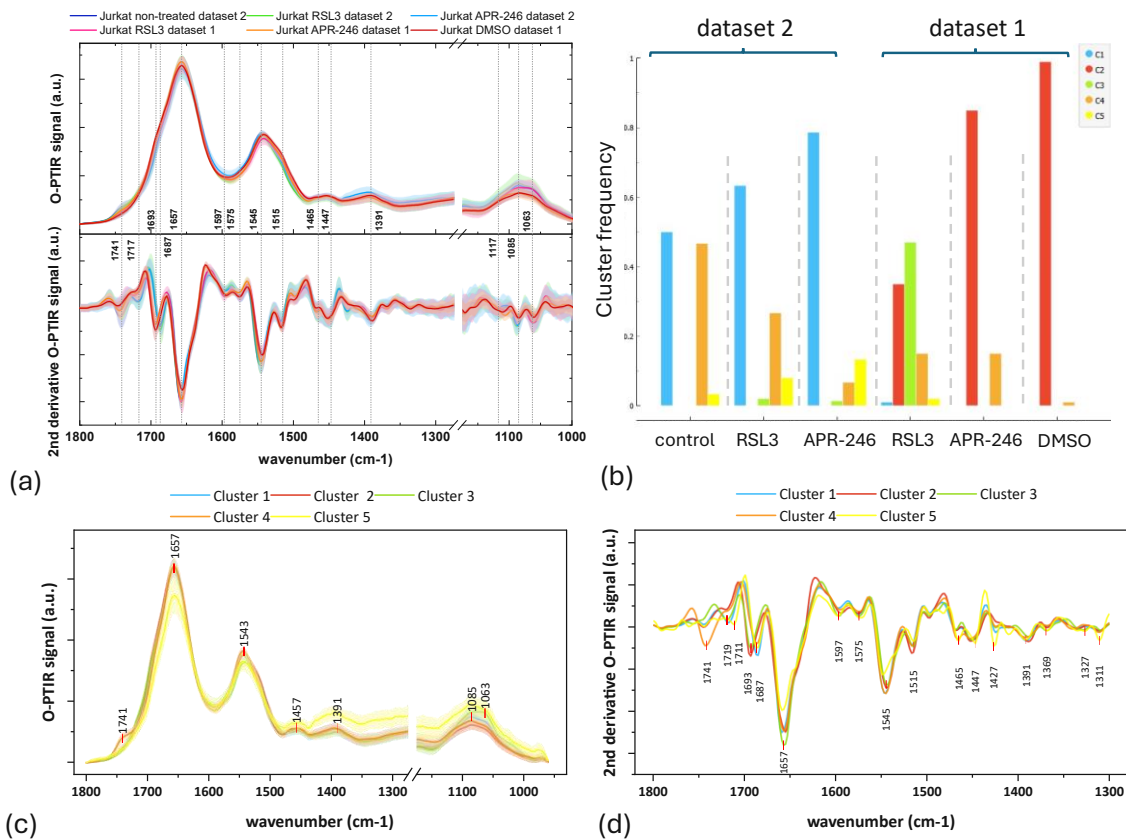 Jurkat non-treated dataset 2 Jurkat RSL3 dataset 2 Jurkat APR-246 dataset 2
Jurkat RSL3 dataset 1 Jurkat APR-246 dataset 1 Jurkat DMSO dataset 1
O-PTIR signal (a.u.)
1693 1657 1597 1575 1545 1515 1465 1447 1391 1063
2nd derivative O-PTIR signal (a.u.)
1741 1717 1687 1117 1085
1800 1700 1600 1500 1400 1300 1100 1000
wavenumber (cm-1)
(a)
dataset 2 dataset 1
C1
C2
C3
C4
C5
Cluster frequency
1
0.8
0.6
0.4
0.2
0
control RSL3 APR-246 RSL3 APR-246 DMSO
(b)
Cluster 1 Cluster 2 Cluster 3
Cluster 4 Cluster 5
O-PTIR signal (a.u.)
1741 1657 1543 1457 1391 1085 1063
1800 1700 1600 1500 1400 1300 1100 1000
wavenumber (cm-1)
(c)
Cluster 1 Cluster 2 Cluster 3
Cluster 4 Cluster 5
2nd derivative O-PTIR signal (a.u.)
1741 1719 1711 1693 1687 1657 1597 1575 1545 1515 1465 1447 1427 1391 1369 1327 1311
1800 1700 1600 1500 1400 1300
wavenumber (cm-1)
(d)